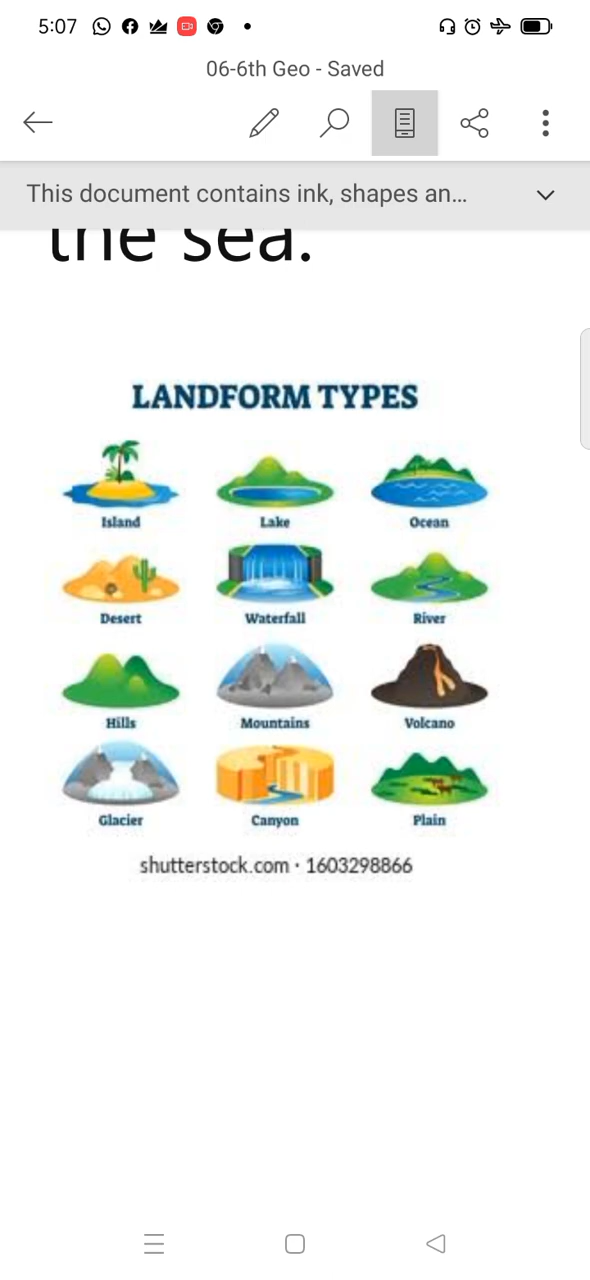 5:07
06-6th Geo - Saved
This document contains ink, shapes an...
the sea.
LANDFORM TYPES
Island Lake Ocean
Desert Waterfall River
Hills Mountains Volcano
Glacier Canyon Plain
shutterstock.com · 1603298866